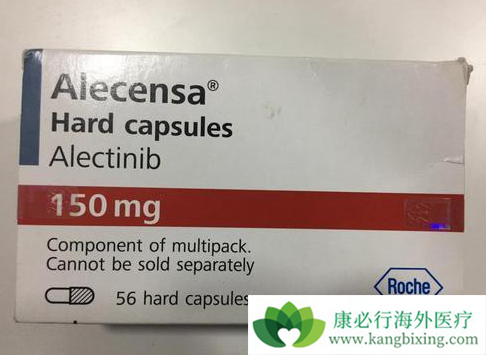 Alecensa®
Hard capsules
Alectinib
150 mg
Component of multipack.
Cannot be sold separately
56 hard capsules
Roche
康必行海外医疗
www.kangbixing.com